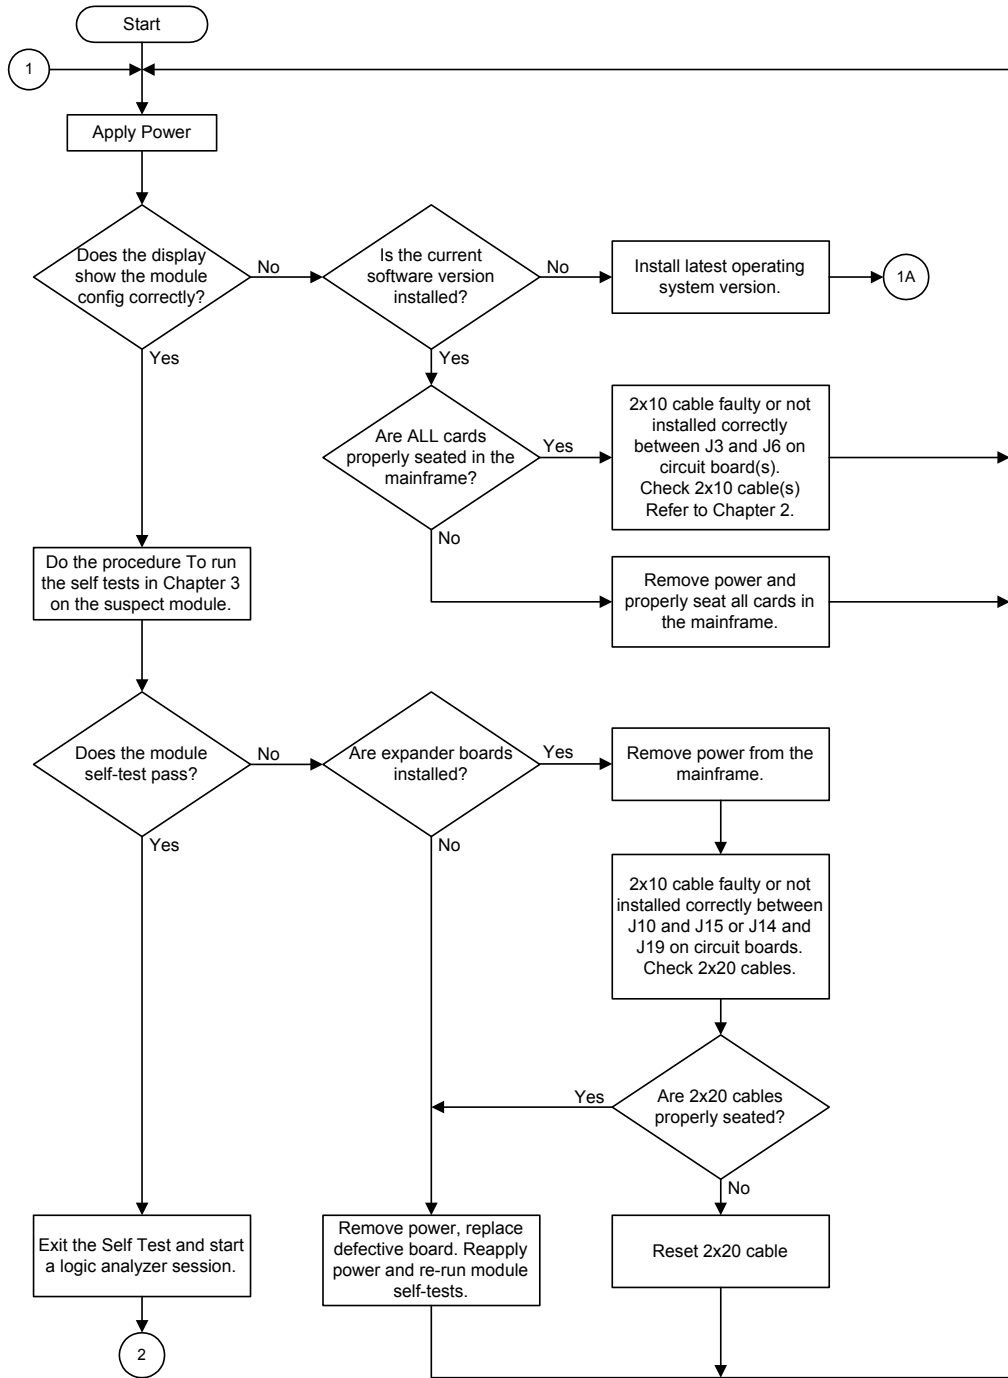 Start
1
Apply Power
Does the display
show the module
config correctly?
No
Is the current
software version
installed?
No
Install latest operating
system version.
1A
Yes
Yes
Are ALL cards
properly seated in the
mainframe?
Yes
2x10 cable faulty or not
installed correctly
between J3 and J6 on
circuit board(s).
Check 2x10 cable(s)
Refer to Chapter 2.
No
Do the procedure To run
the self tests in Chapter 3
on the suspect module.
Remove power and
properly seat all cards in
the mainframe.
Does the module
self-test pass?
No
Are expander boards
installed?
Yes
Remove power from the
mainframe.
Yes
No
2x10 cable faulty or not
installed correctly between
J10 and J15 or J14 and
J19 on circuit boards.
Check 2x20 cables.
Yes
Are 2x20 cables
properly seated?
No
Exit the Self Test and start
a logic analyzer session.
Remove power, replace
defective board. Reapply
power and re-run module
self-tests.
Reset 2x20 cable
2